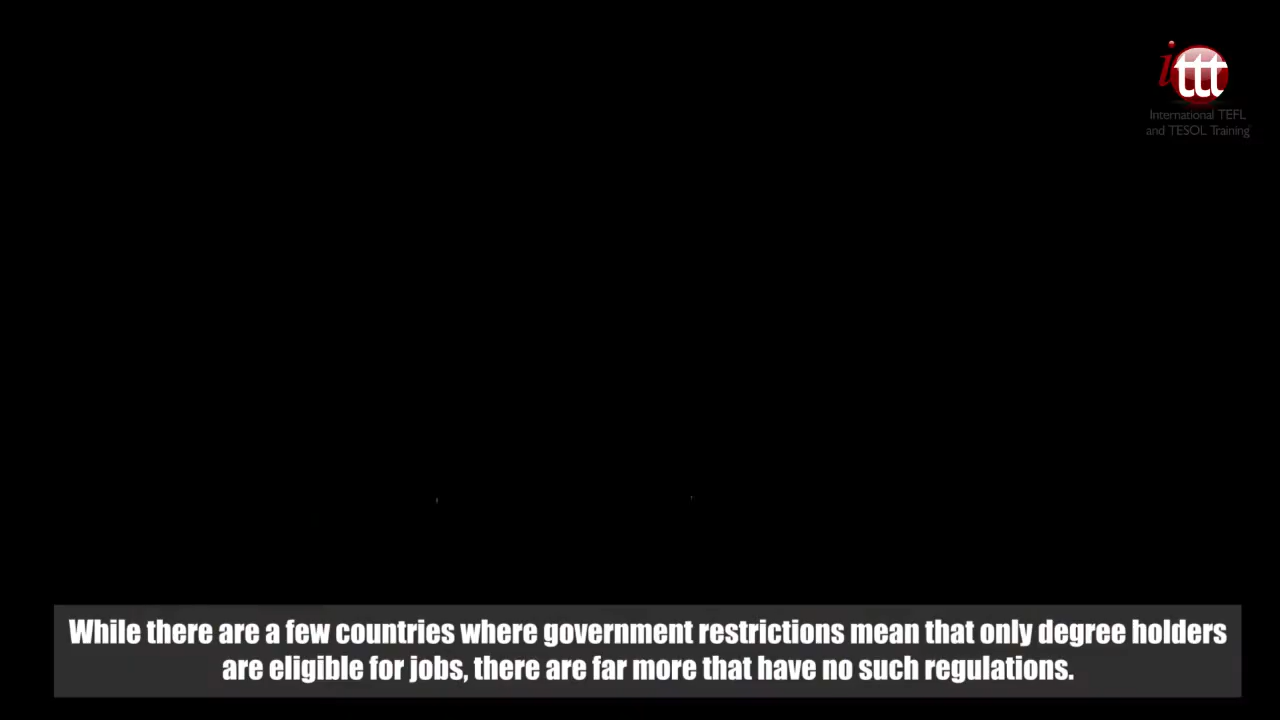 ittt
International TEFL
and TESOL Training
While there are a few countries where government restrictions mean that only degree holders
are eligible for jobs, there are far more that have no such regulations.